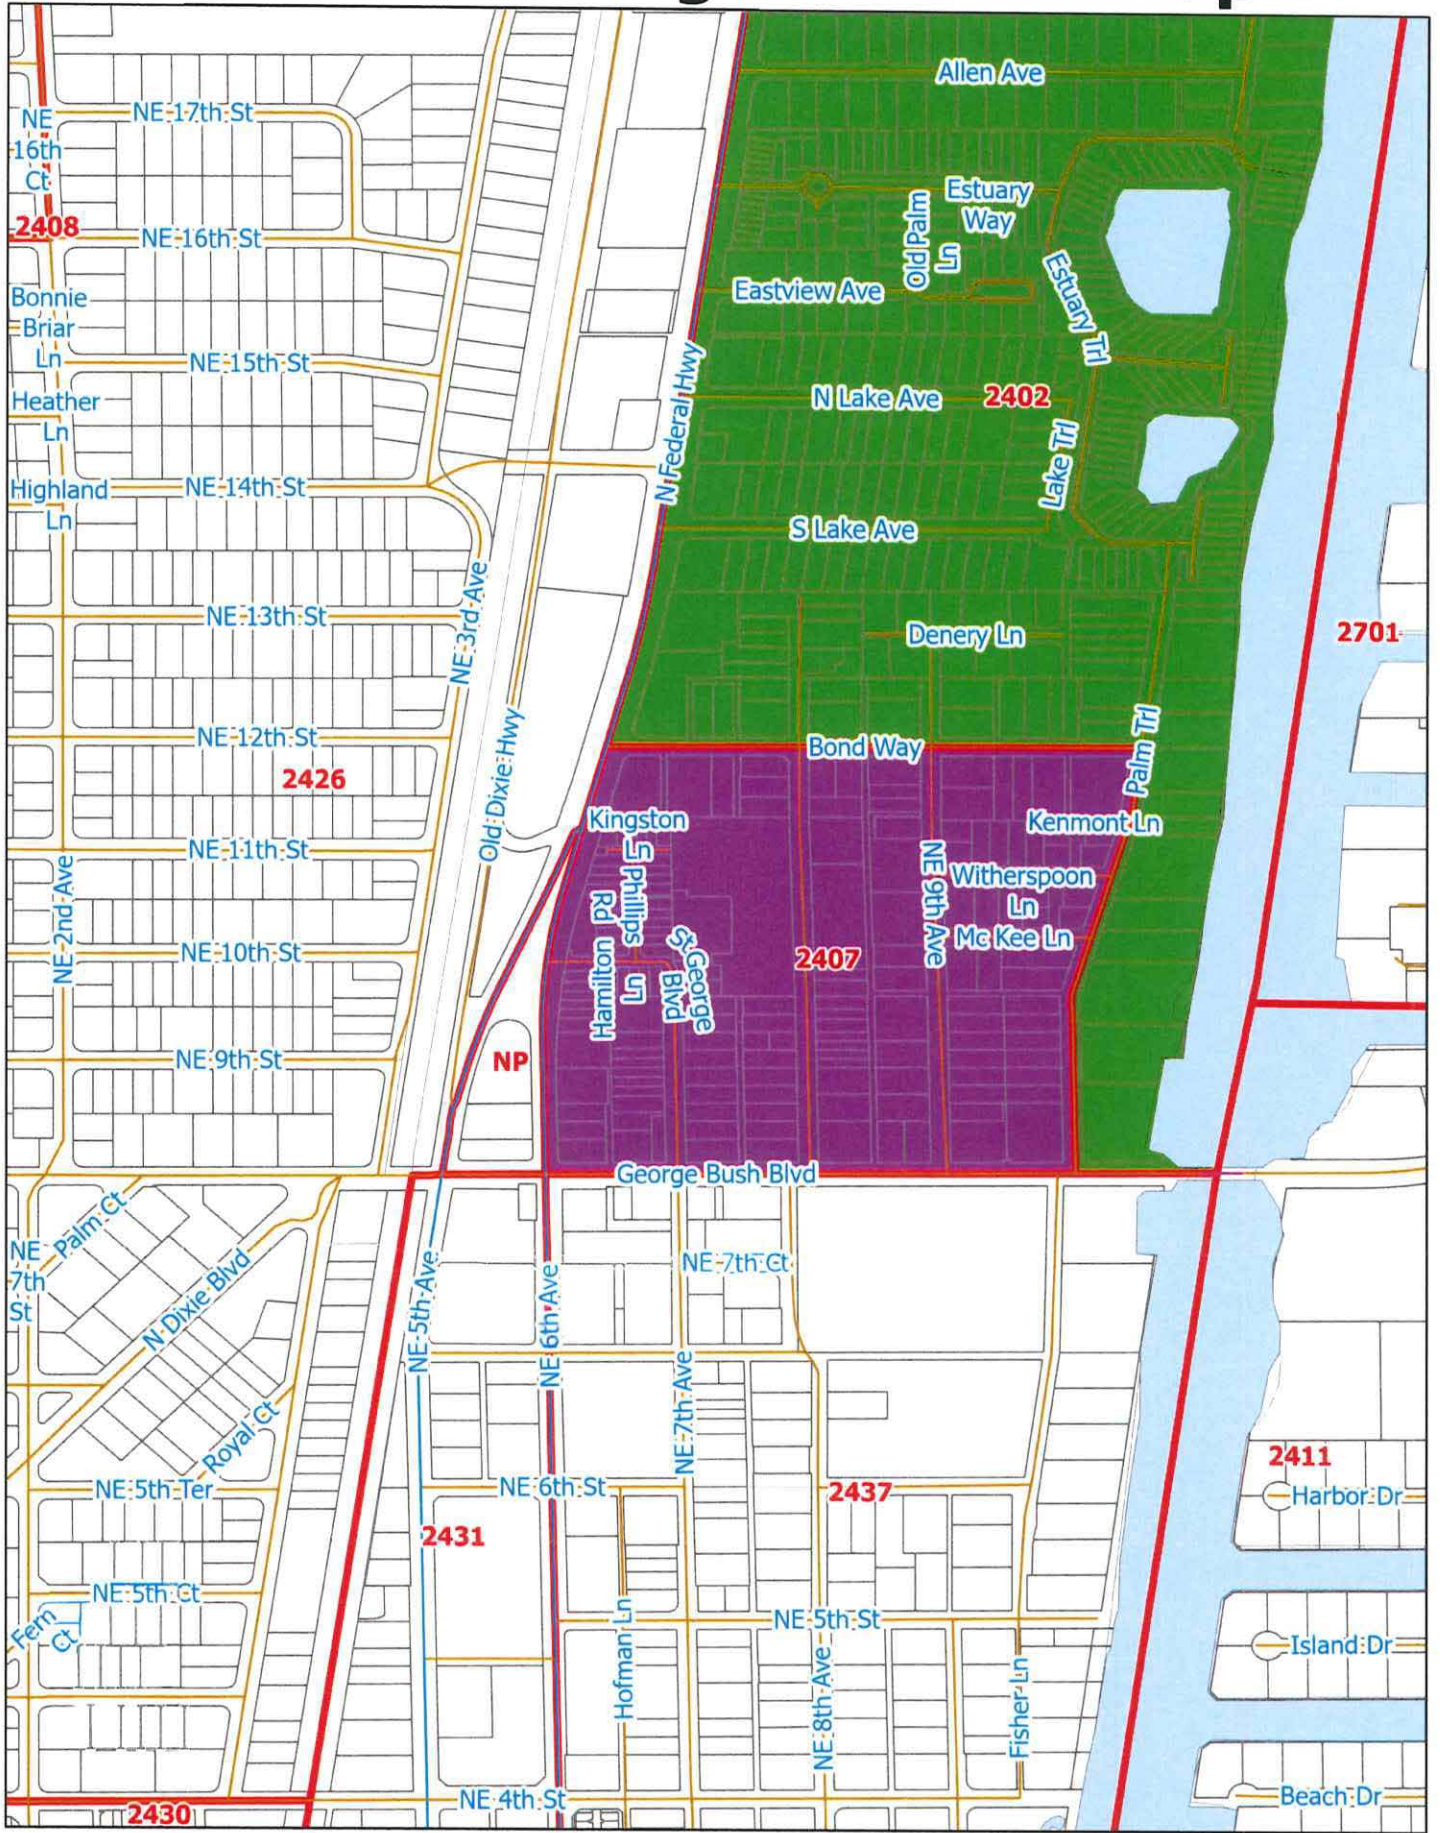 Allen Ave
NE 17th St
NE
16th
Ct
Estuary
Way
Old Palm
Ln
2408
NE 16th St
Estuary Trl
Eastview Ave
Bonnie
Briar
Ln
NE 15th St
N Federal Hwy
N Lake Ave
2402
Heather
Ln
Lake Trl
Highland
Ln
NE 14th St
S Lake Ave
NE 13th St
NE 3rd Ave
Denery Ln
2701
NE 12th St
Bond Way
Palm Trl
2426
Old Dixie Hwy
Kingston
Ln
Kenmont Ln
NE 11th St
Phillips
Ln
Hamilton
Rd
St George
Blvd
NE 9th Ave
Witherspoon
Ln
Mc Kee Ln
NE 2nd Ave
NE 10th St
2407
NE 9th St
NP
George Bush Blvd
Palm Ct
NE
7th
St
N Dixie Blvd
NE 5th Ave
NE 6th Ave
NE 7th Ct
NE 7th Ave
Royal Ct
2411
NE 5th Ter
NE 6th St
2437
Harbor Dr
2431
NE 5th Ct
Fern
Ct
Hofman Ln
NE 5th St
NE 8th Ave
Fisher Ln
Island Dr
2430
NE 4th St
Beach Dr